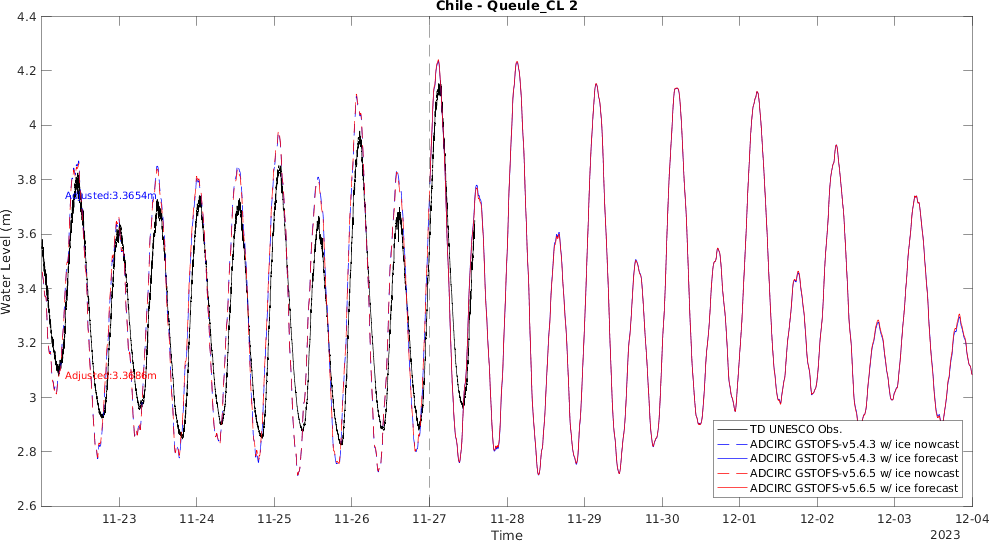 Chile - Queule_CL 2
4.4
4.2
4
3.8
3.6
3.4
3.2
3
2.8
2.6
Water Level (m)
Adjusted:3.3654m
Adjusted:3.3686m
TD UNESCO Obs.
ADCIRC GSTOFS-v5.4.3 w/ ice nowcast
ADCIRC GSTOFS-v5.4.3 w/ ice forecast
ADCIRC GSTOFS-v5.6.5 w/ ice nowcast
ADCIRC GSTOFS-v5.6.5 w/ ice forecast
11-23 11-24 11-25 11-26 11-27 11-28 11-29 11-30 12-01 12-02 12-03 12-04
Time
2023